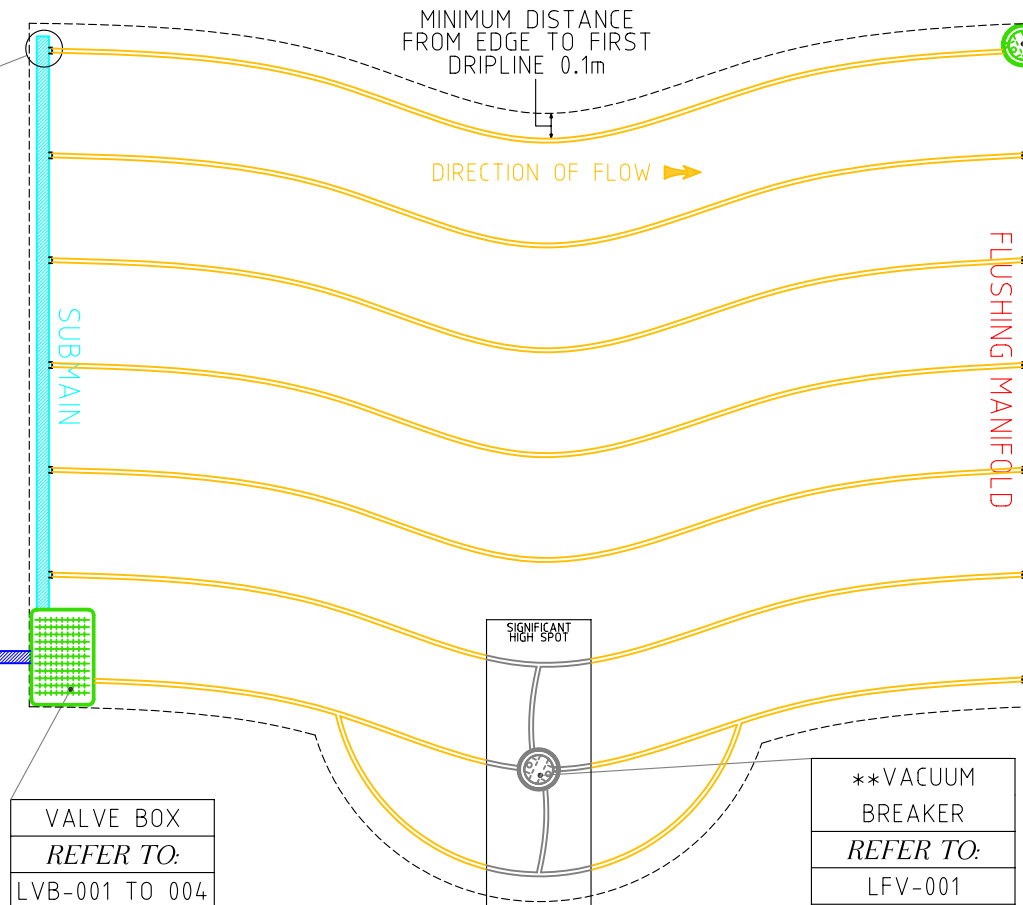 MINIMUM DISTANCE
FROM EDGE TO FIRST
DRIPLINE 0.1m
DIRECTION OF FLOW
SUBMAIN
FLUSHING MANIFOLD
SIGNIFICANT
HIGH SPOT
VALVE BOX
REFER TO:
LVB-001 TO 004
**VACUUM
BREAKER
REFER TO:
LFV-001